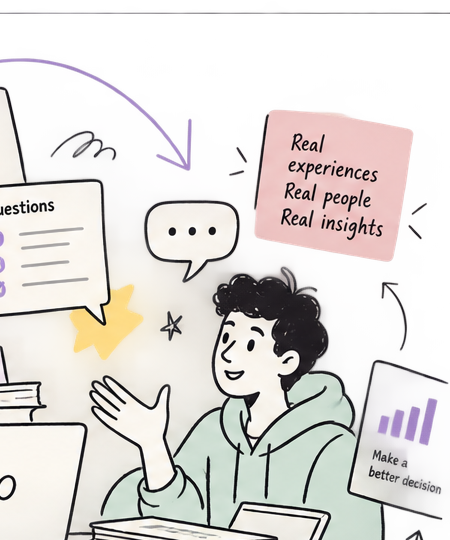 Real
experiences
Real people
Real insights
uestions
Make a
better decision